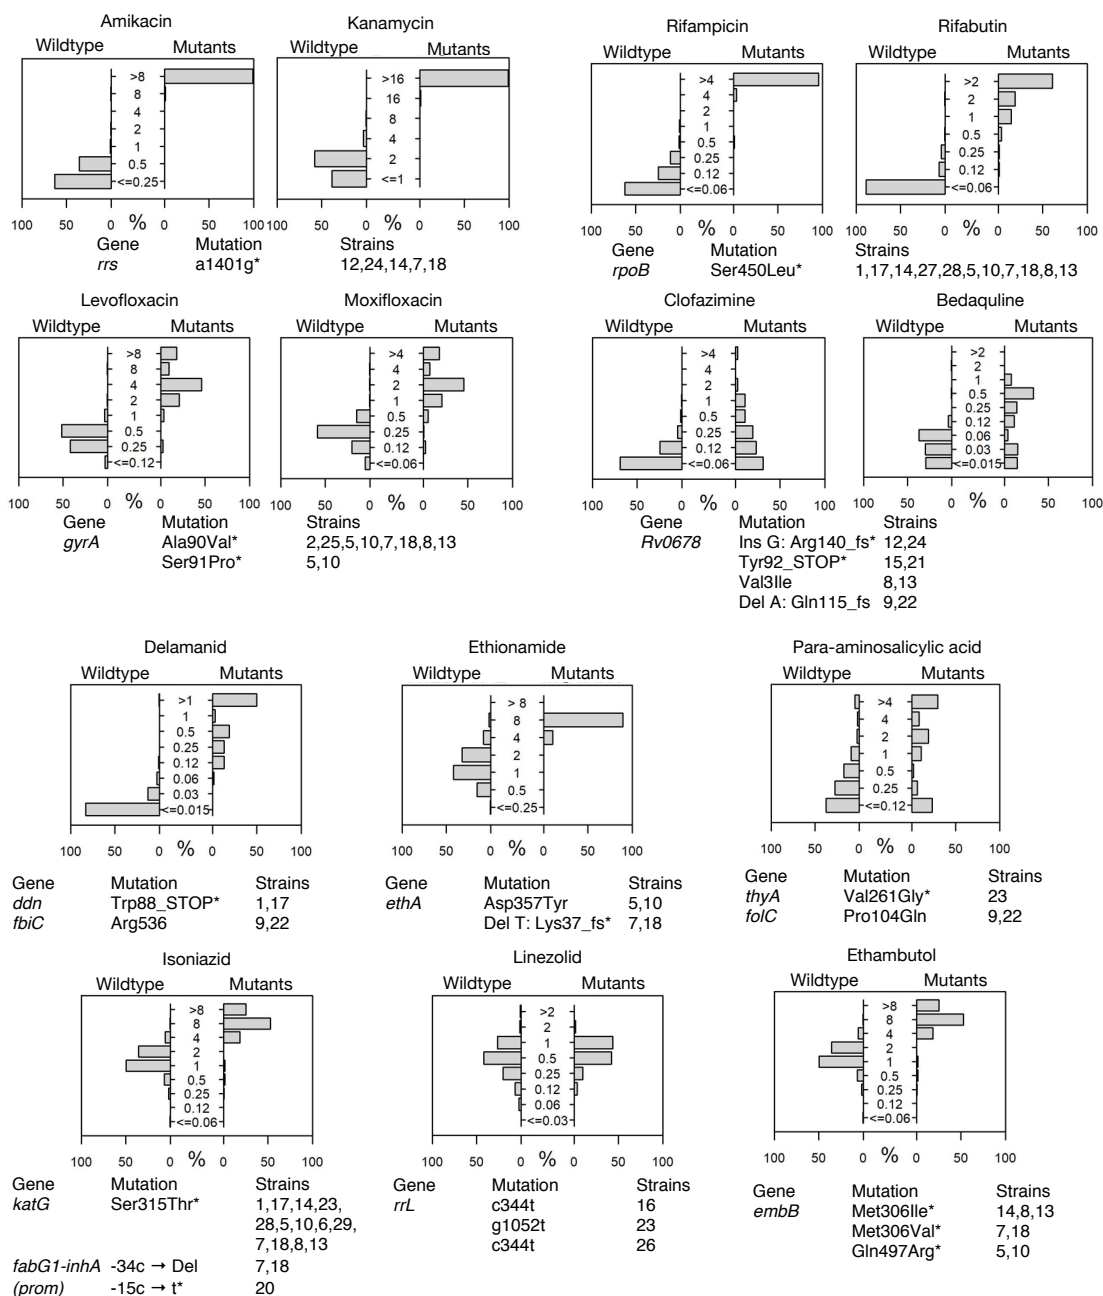 Amikacin
Kanamycin
Rifampicin
Rifabutin
Wildtype Mutants Wildtype Mutants Wildtype Mutants Wildtype Mutants
>8
8
4
2
1
0.5
<=0.25
>16
16
8
4
2
<=1
>4
4
2
1
0.5
0.25
0.12
<=0.06
>2
2
1
0.5
0.25
0.12
<=0.06
100 50 0 % 0 50 100 50 0 % 0 50 100
100 50 0 % 0 50 100 50 0 % 0 50 100
Gene Mutation Strains
rrs a1401g* 12,24,14,7,18
Gene Mutation Strains
rpoB Ser450Leu* 1,17,14,27,28,5,10,7,18,8,13
Levofloxacin
Moxifloxacin
Clofazimine
Bedaquline
Wildtype Mutants Wildtype Mutants Wildtype Mutants Wildtype Mutants
>8
8
4
2
1
0.5
0.25
<=0.12
>4
4
2
1
0.5
0.25
0.12
<=0.06
>4
4
2
1
0.5
0.25
0.12
<=0.06
>2
2
1
0.5
0.25
0.12
0.06
0.03
<=0.015
100 50 0 % 0 50 100 50 0 % 0 50 100
100 50 0 % 0 50 100 50 0 % 0 50 100
Gene Mutation Strains
gyrA Ala90Val* 2,25,5,10,7,18,8,13
Ser91Pro* 5,10
Gene Mutation Strains
Rv0678 Ins G: Arg140_fs* 12,24
Tyr92_STOP* 15,21
Val3Ile 8,13
Del A: Gln115_fs 9,22
Delamanid
Ethionamide
Para-aminosalicylic acid
Wildtype Mutants Wildtype Mutants Wildtype Mutants
>1
1
0.5
0.25
0.12
0.06
0.03
<=0.015
> 8
8
4
2
1
0.5
<=0.25
>4
4
2
1
0.5
0.25
<=0.12
100 50 0 % 0 50 100
100 50 0 % 0 50 100
100 50 0 % 0 50 100
Gene Mutation Strains
ddn Trp88_STOP* 1,17
fbiC Arg536 9,22
Gene Mutation Strains
ethA Asp357Tyr 5,10
Del T: Lys37_fs* 7,18
Gene Mutation Strains
thyA Val261Gly* 23
folC Pro104Gln 9,22
Isoniazid
Linezolid
Ethambutol
Wildtype Mutants Wildtype Mutants Wildtype Mutants
>8
8
4
2
1
0.5
0.25
0.12
<=0.06
>2
2
1
0.5
0.25
0.12
0.06
<=0.03
>8
8
4
2
1
0.5
0.25
0.12
<=0.06
100 50 0 % 0 50 100
100 50 0 % 0 50 100
100 50 0 % 0 50 100
Gene Mutation Strains
katG Ser315Thr* 1,17,14,23,
28,5,10,6,29,
7,18,8,13
fabG1-inhA -34c → Del 7,18
(prom) -15c → t* 20
Gene Mutation Strains
rrL c344t 16
g1052t 23
c344t 26
Gene Mutation Strains
embB Met306Ile* 14,8,13
Met306Val* 7,18
Gln497Arg* 5,10